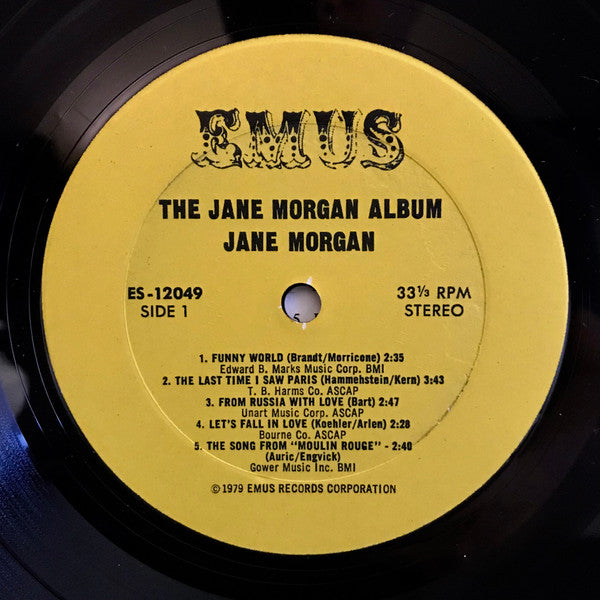 EMUS
THE JANE MORGAN ALBUM
JANE MORGAN
ES-12049
SIDE 1
33⅓ RPM
STEREO
1. FUNNY WORLD (Brandt/Morricone) 2:35
Edward B. Marks Music Corp. BMI
2. THE LAST TIME I SAW PARIS (Hammehstein/Kern) 3:43
T. B. Harms Co. ASCAP
3. FROM RUSSIA WITH LOVE (Bart) 2:47
Unart Music Corp. ASCAP
4. LET'S FALL IN LOVE (Koehler/Arlen) 2:28
Bourne Co. ASCAP
5. THE SONG FROM "MOULIN ROUGE" - 2:40
(Auric/Engvick)
Gower Music Inc. BMI
© 1979 EMUS RECORDS CORPORATION